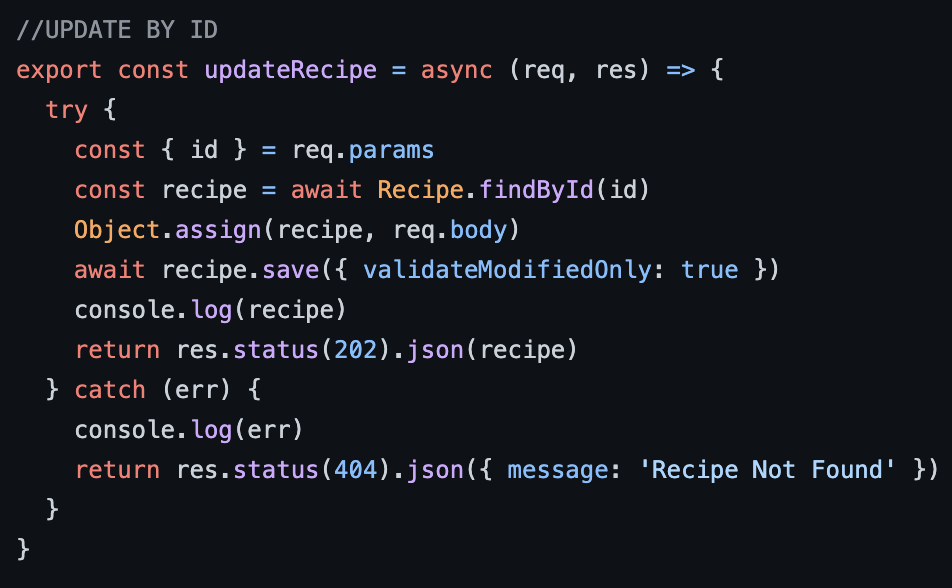 //UPDATE BY ID
export const updateRecipe = async (req, res) => {
  try {
    const { id } = req.params
    const recipe = await Recipe.findById(id)
    Object.assign(recipe, req.body)
    await recipe.save({ validateModifiedOnly: true })
    console.log(recipe)
    return res.status(202).json(recipe)
  } catch (err) {
    console.log(err)
    return res.status(404).json({ message: 'Recipe Not Found' })
  }
}